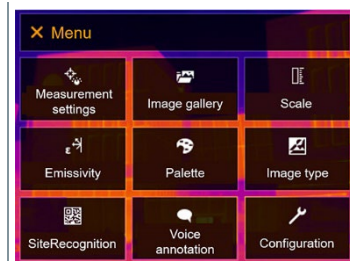 Menu
Measurement
settings
Image gallery
Scale
ε
Emissivity
Palette
Image type
SiteRecognition
Voice
annotation
Configuration